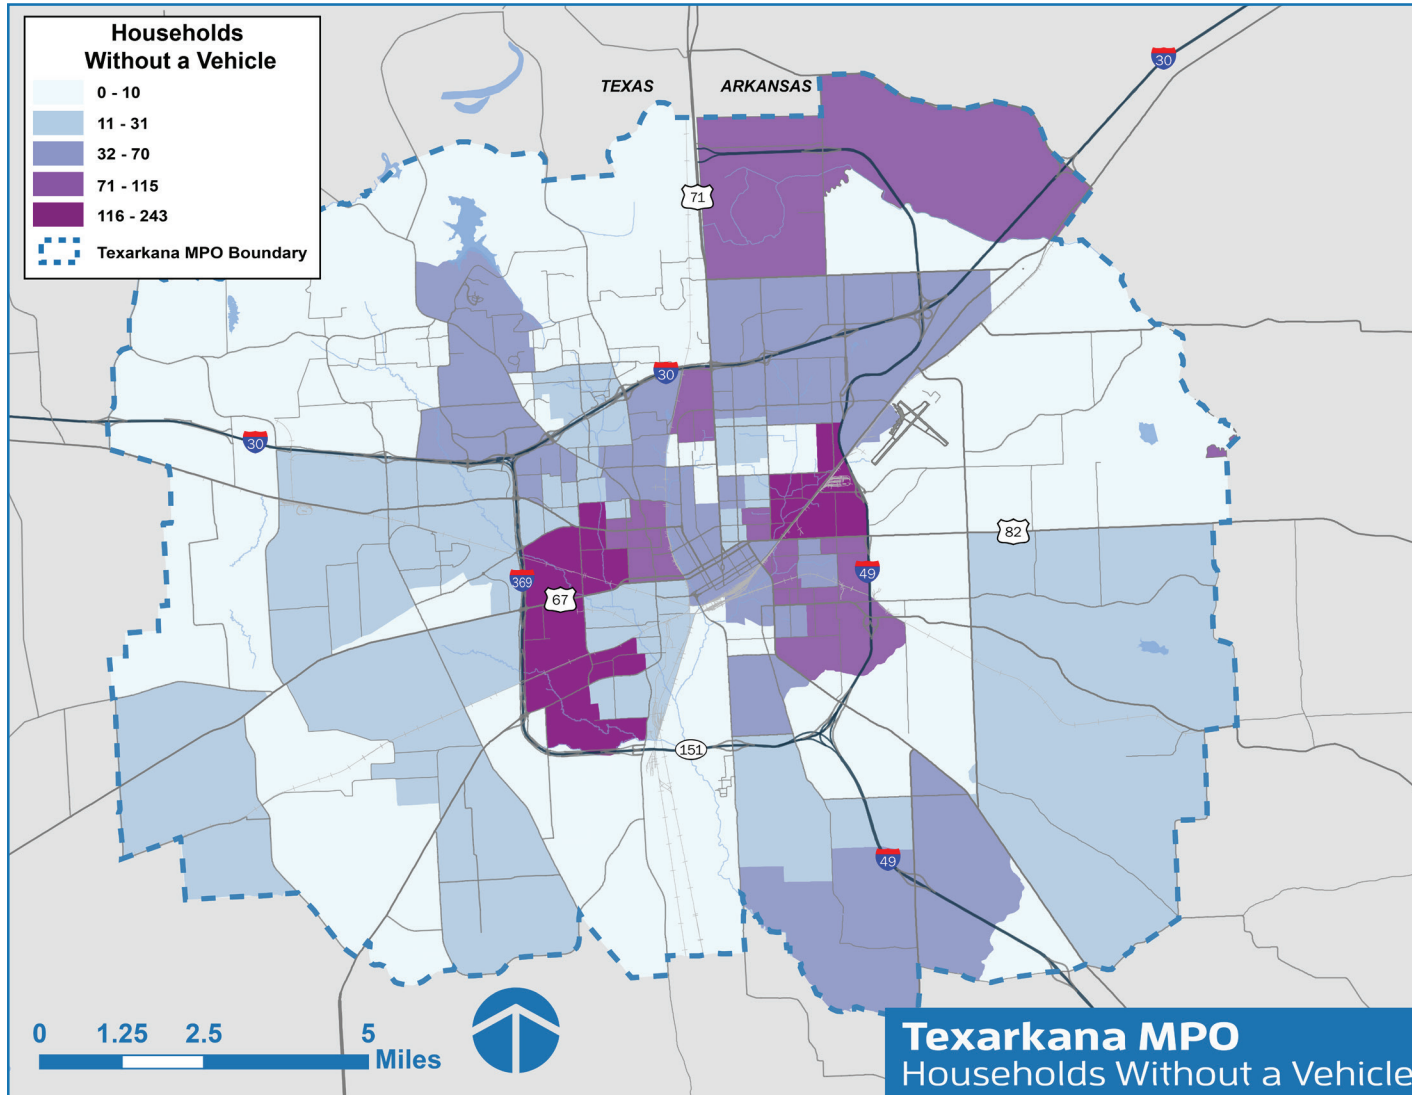 Households
Without a Vehicle
0 - 10
11 - 31
32 - 70
71 - 115
116 - 243
Texarkana MPO Boundary
TEXAS
ARKANSAS
30
71
30
30
82
369
49
67
151
49
0 1.25 2.5 5
Miles
Texarkana MPO
Households Without a Vehicle